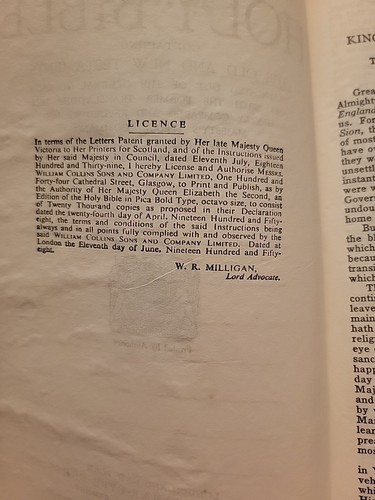 LICENCE
In terms of the Letters Patent granted by Her late Majesty Queen
Victoria to Her Printers for Scotland, and of the Instructions issued
by Her said Majesty in Council, dated Eleventh July, Eighteen
Hundred and Thirty-nine, I hereby License and Authorise MESSRS.
WILLIAM COLLINS SONS AND COMPANY LIMITED, One Hundred and
Forty-four Cathedral Street, Glasgow, to Print and Publish, as by
the Authority of Her Majesty Queen Elizabeth the Second, an
Edition of the Holy Bible in Pica Bold Type, octavo size, to consist
of Twenty Thousand copies as proposed in their Declaration
dated the twenty-fourth day of April, Nineteen Hundred and Fifty-
eight, the terms and conditions of the said Instructions being
always and in all points fully complied with and observed by the
said WILLIAM COLLINS SONS AND COMPANY LIMITED. Dated at
London the Eleventh day of June, Nineteen Hundred and Fifty-
eight.
W. R. MILLIGAN,
Lord Advocate.
KING
T
Grea
Almighty
England
us. For
Sion, th
of most
have o
they w
unsettl
instant
were w
Gover
undou
home
Bu
the bl
which
becau
transi
which
Th
conti
leave
main
hath
relig
eye
san
happ
day
Maj
and
by
Ma
lear
prea
mos
in
veh